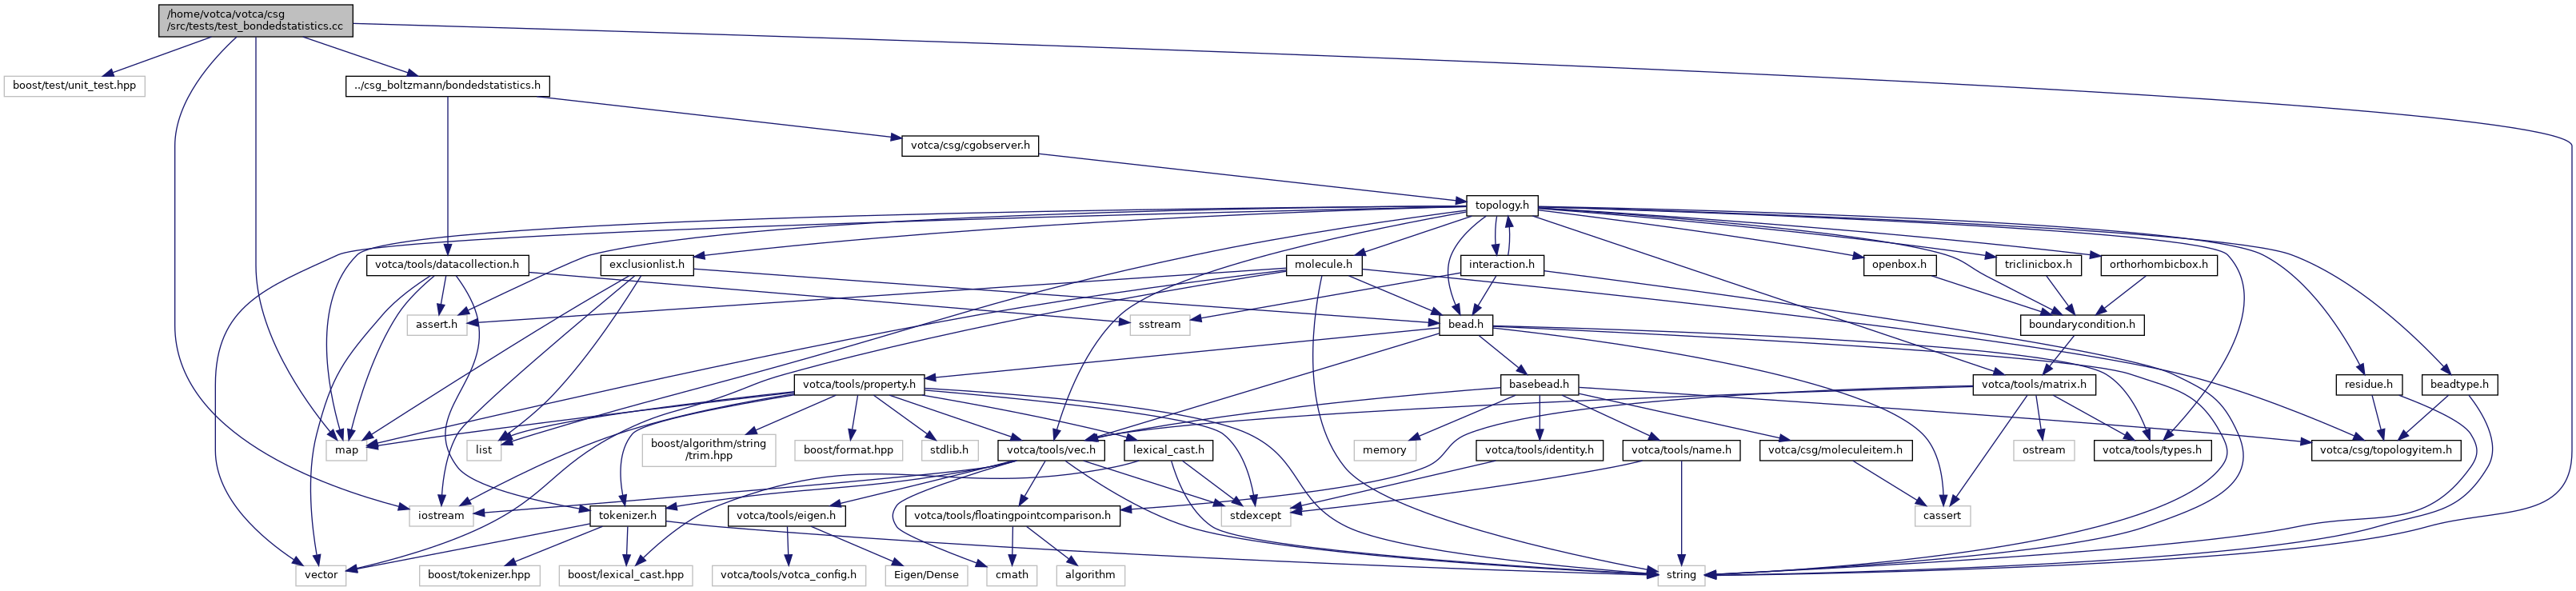 /home/votca/votca/csg
/src/tests/test_bondedstatistics.cc
boost/test/unit_test.hpp
../csg_boltzmann/bondedstatistics.h
votca/csg/cgobserver.h
topology.h
votca/tools/datacollection.h
exclusionlist.h
molecule.h
interaction.h
openbox.h
triclinicbox.h
orthorhombicbox.h
assert.h
sstream
bead.h
boundarycondition.h
votca/tools/property.h
basebead.h
votca/tools/matrix.h
residue.h
beadtype.h
map
list
boost/algorithm/string
/trim.hpp
boost/format.hpp
stdlib.h
votca/tools/vec.h
lexical_cast.h
memory
votca/tools/identity.h
votca/tools/name.h
votca/csg/moleculeitem.h
ostream
votca/tools/types.h
votca/csg/topologyitem.h
iostream
tokenizer.h
votca/tools/eigen.h
votca/tools/floatingpointcomparison.h
stdexcept
cassert
vector
boost/tokenizer.hpp
boost/lexical_cast.hpp
votca/tools/votca_config.h
Eigen/Dense
cmath
algorithm
string